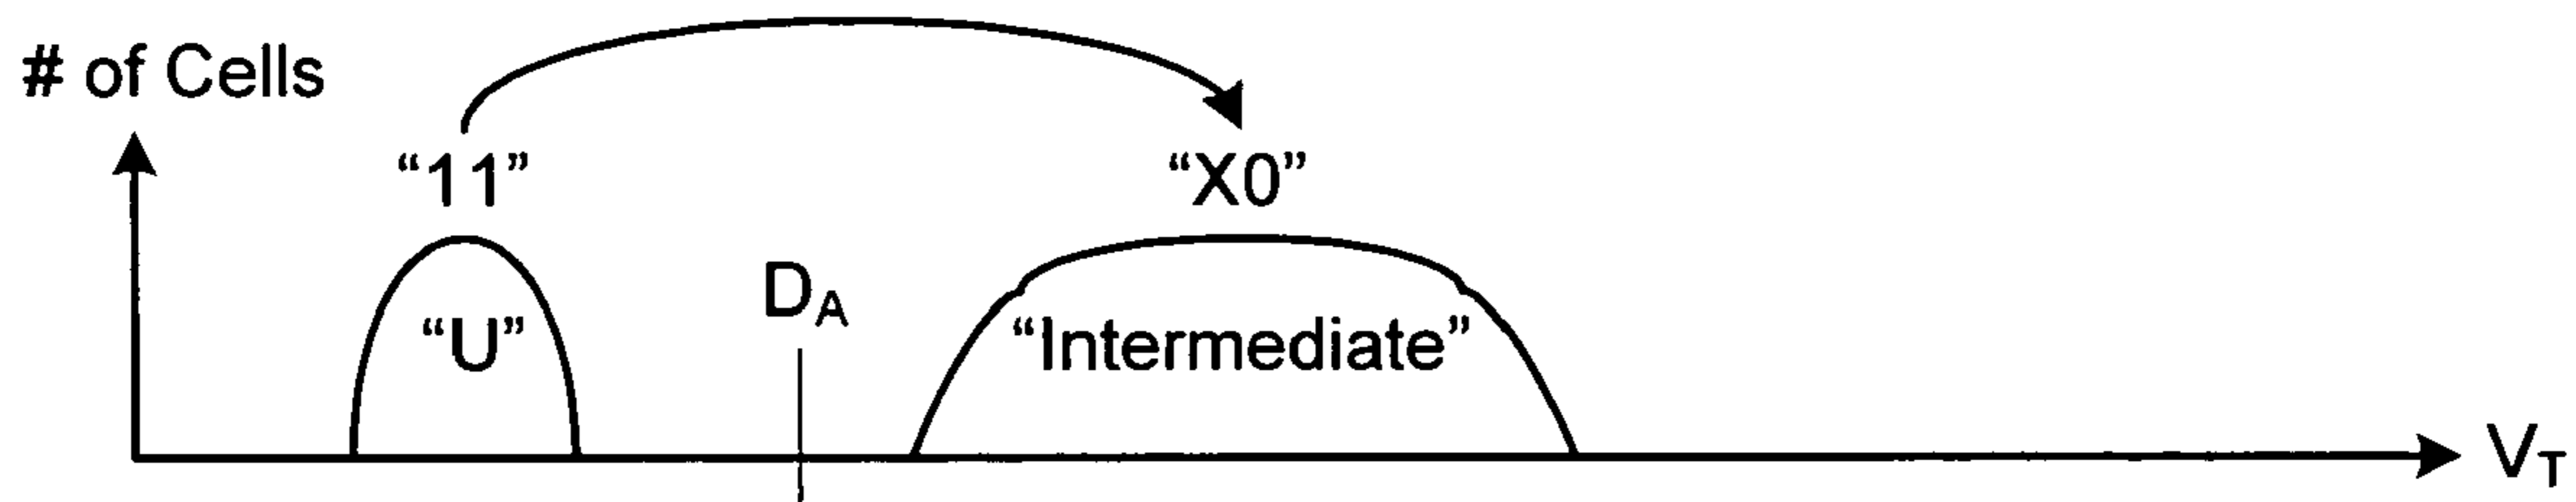 # of Cells
“11”
“X0”
“U”
D_A
“Intermediate”
V_T